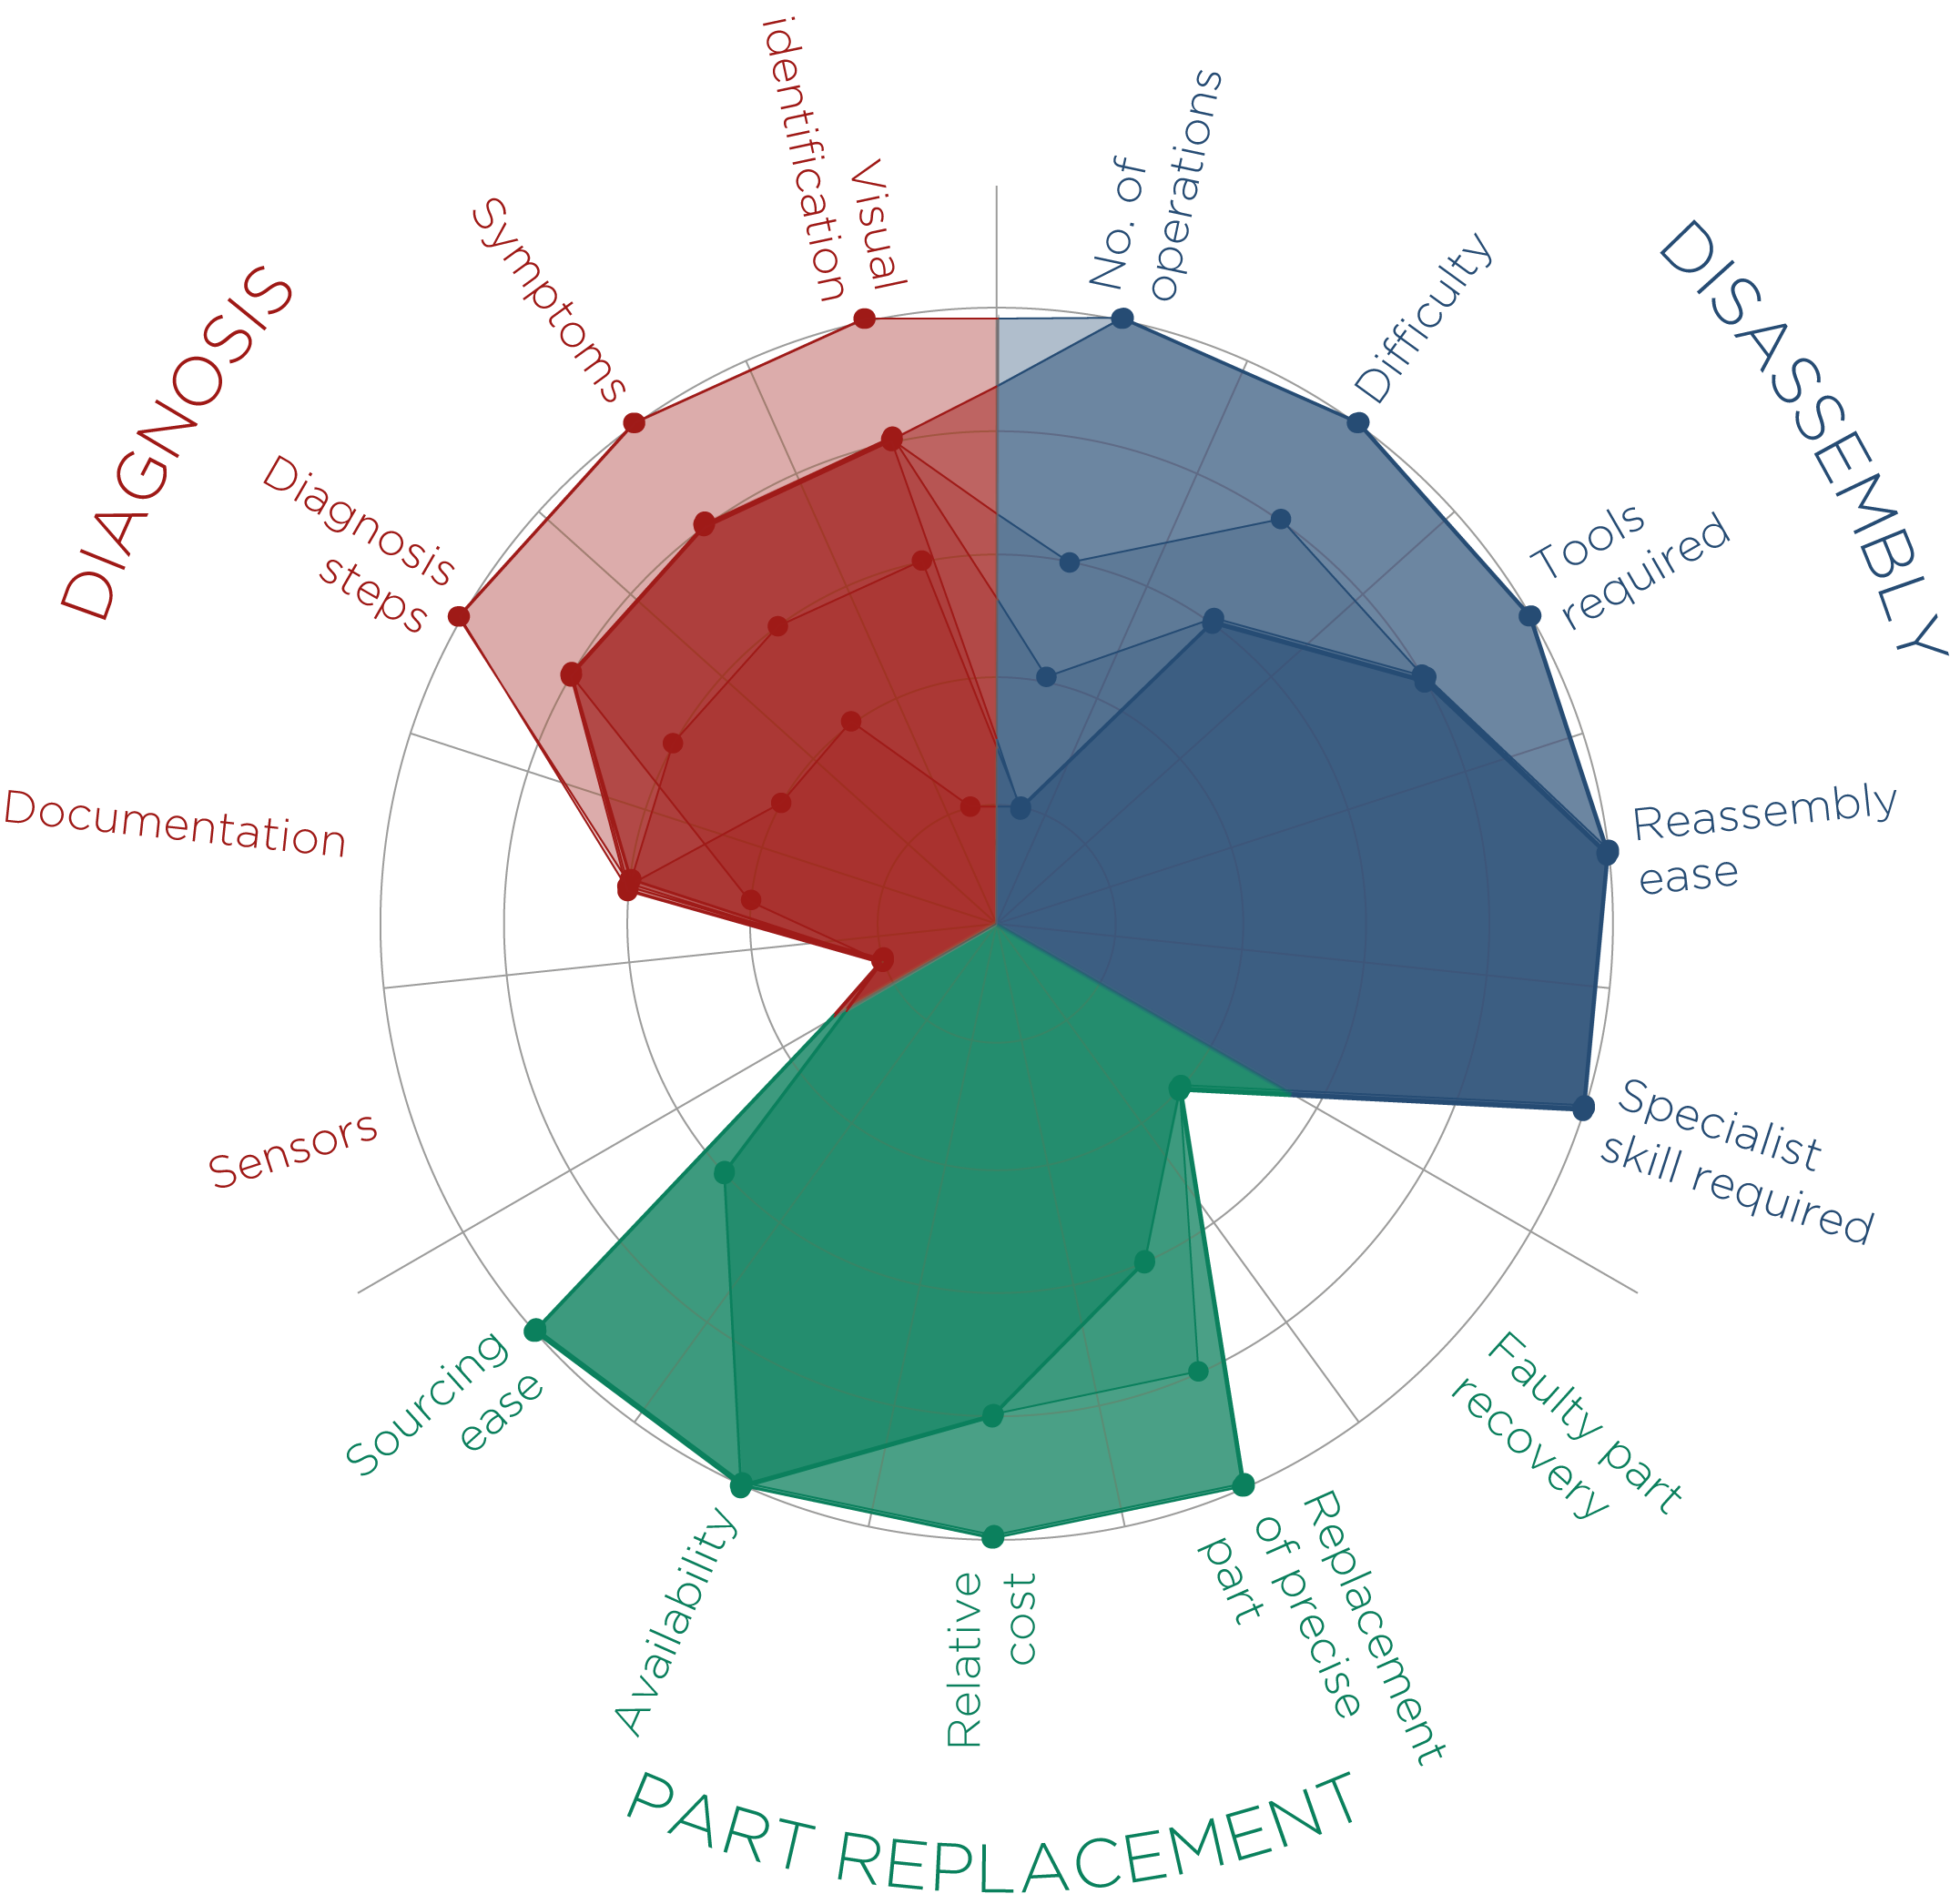 DIAGNOSIS
Visual
identification
Symptoms
Diagnosis
steps
Documentation
Sensors
DISASSEMBLY
No. of
operations
Difficulty
Tools
required
Reassembly
ease
Specialist
skill required
PART REPLACEMENT
Faulty part
recovery
Replacement
of precise
part
Relative
cost
Availability
Sourcing
ease